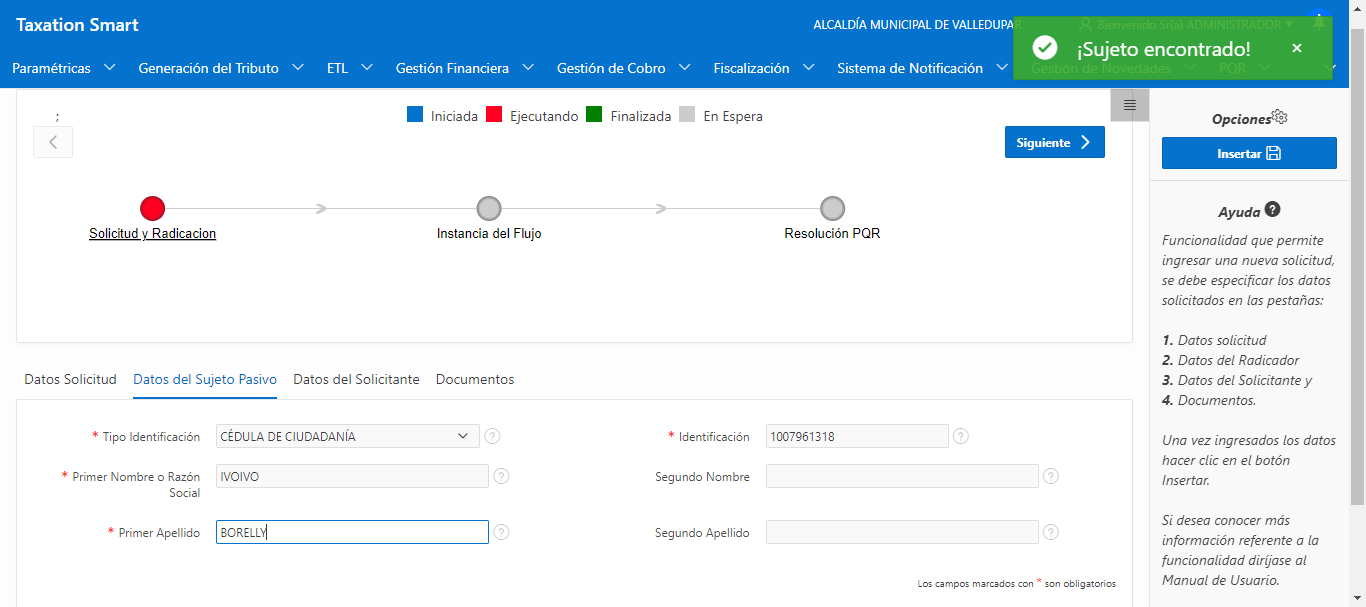 Taxation Smart
ALCALDÍA MUNICIPAL DE VALLEDUPAR
Bienvenido Sr(a) ADMINISTRADOR
¡Sujeto encontrado! ×
Paramétricas Generación del Tributo ETL Gestión Financiera Gestión de Cobro Fiscalización Sistema de Notificación Gestión de Novedades PQR
;
Iniciada Ejecutando Finalizada En Espera
Siguiente
Solicitud y Radicacion
Instancia del Flujo
Resolución PQR
Datos Solicitud Datos del Sujeto Pasivo Datos del Solicitante Documentos
* Tipo Identificación CÉDULA DE CIUDADANÍA ?
* Identificación 1007961318 ?
* Primer Nombre o Razón
Social
IVOIVO ?
Segundo Nombre ?
* Primer Apellido BORELLY ?
Segundo Apellido ?
Los campos marcados con * son obligatorios
Opciones
Insertar
Ayuda ?
Funcionalidad que permite
ingresar una nueva solicitud,
se debe especificar los datos
solicitados en las pestañas:
1. Datos solicitud
2. Datos del Radicador
3. Datos del Solicitante y
4. Documentos.
Una vez ingresados los datos
hacer clic en el botón
Insertar.
Si desea conocer más
información referente a la
funcionalidad diríjase al
Manual de Usuario.